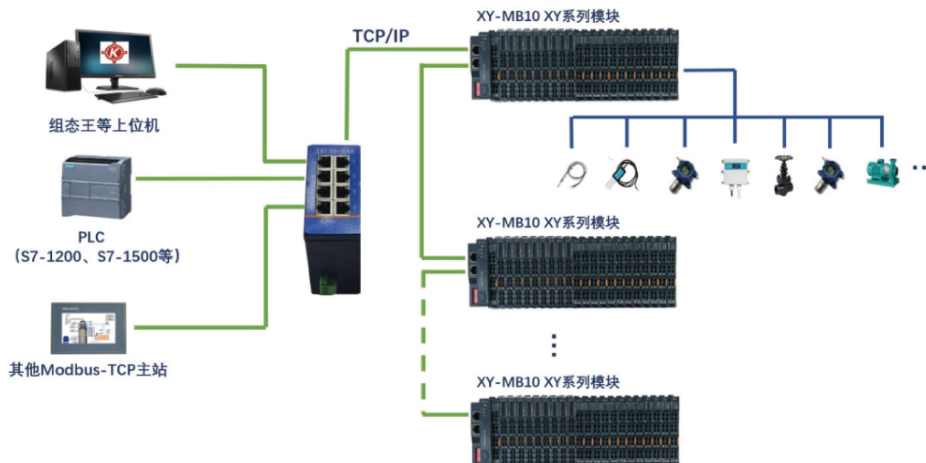 XY-MB10 XY系列模块
TCP/IP
K
组态王等上位机
PLC
（S7-1200、S7-1500等）
XY-MB10 XY系列模块
其他Modbus-TCP主站
XY-MB10 XY系列模块